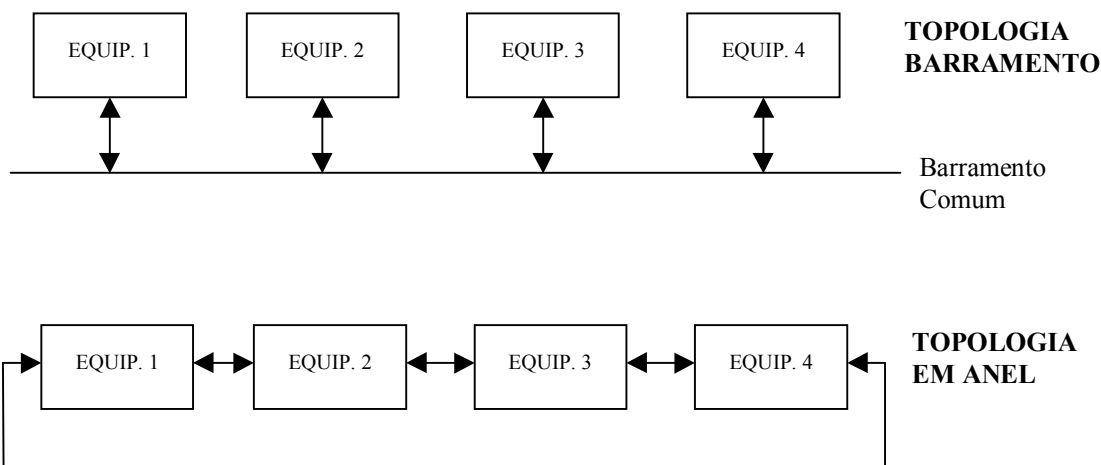 EQUIP. 1
EQUIP. 2
EQUIP. 3
EQUIP. 4
TOPOLOGIA
BARRAMENTO
Barramento
Comum
EQUIP. 1
EQUIP. 2
EQUIP. 3
EQUIP. 4
TOPOLOGIA
EM ANEL